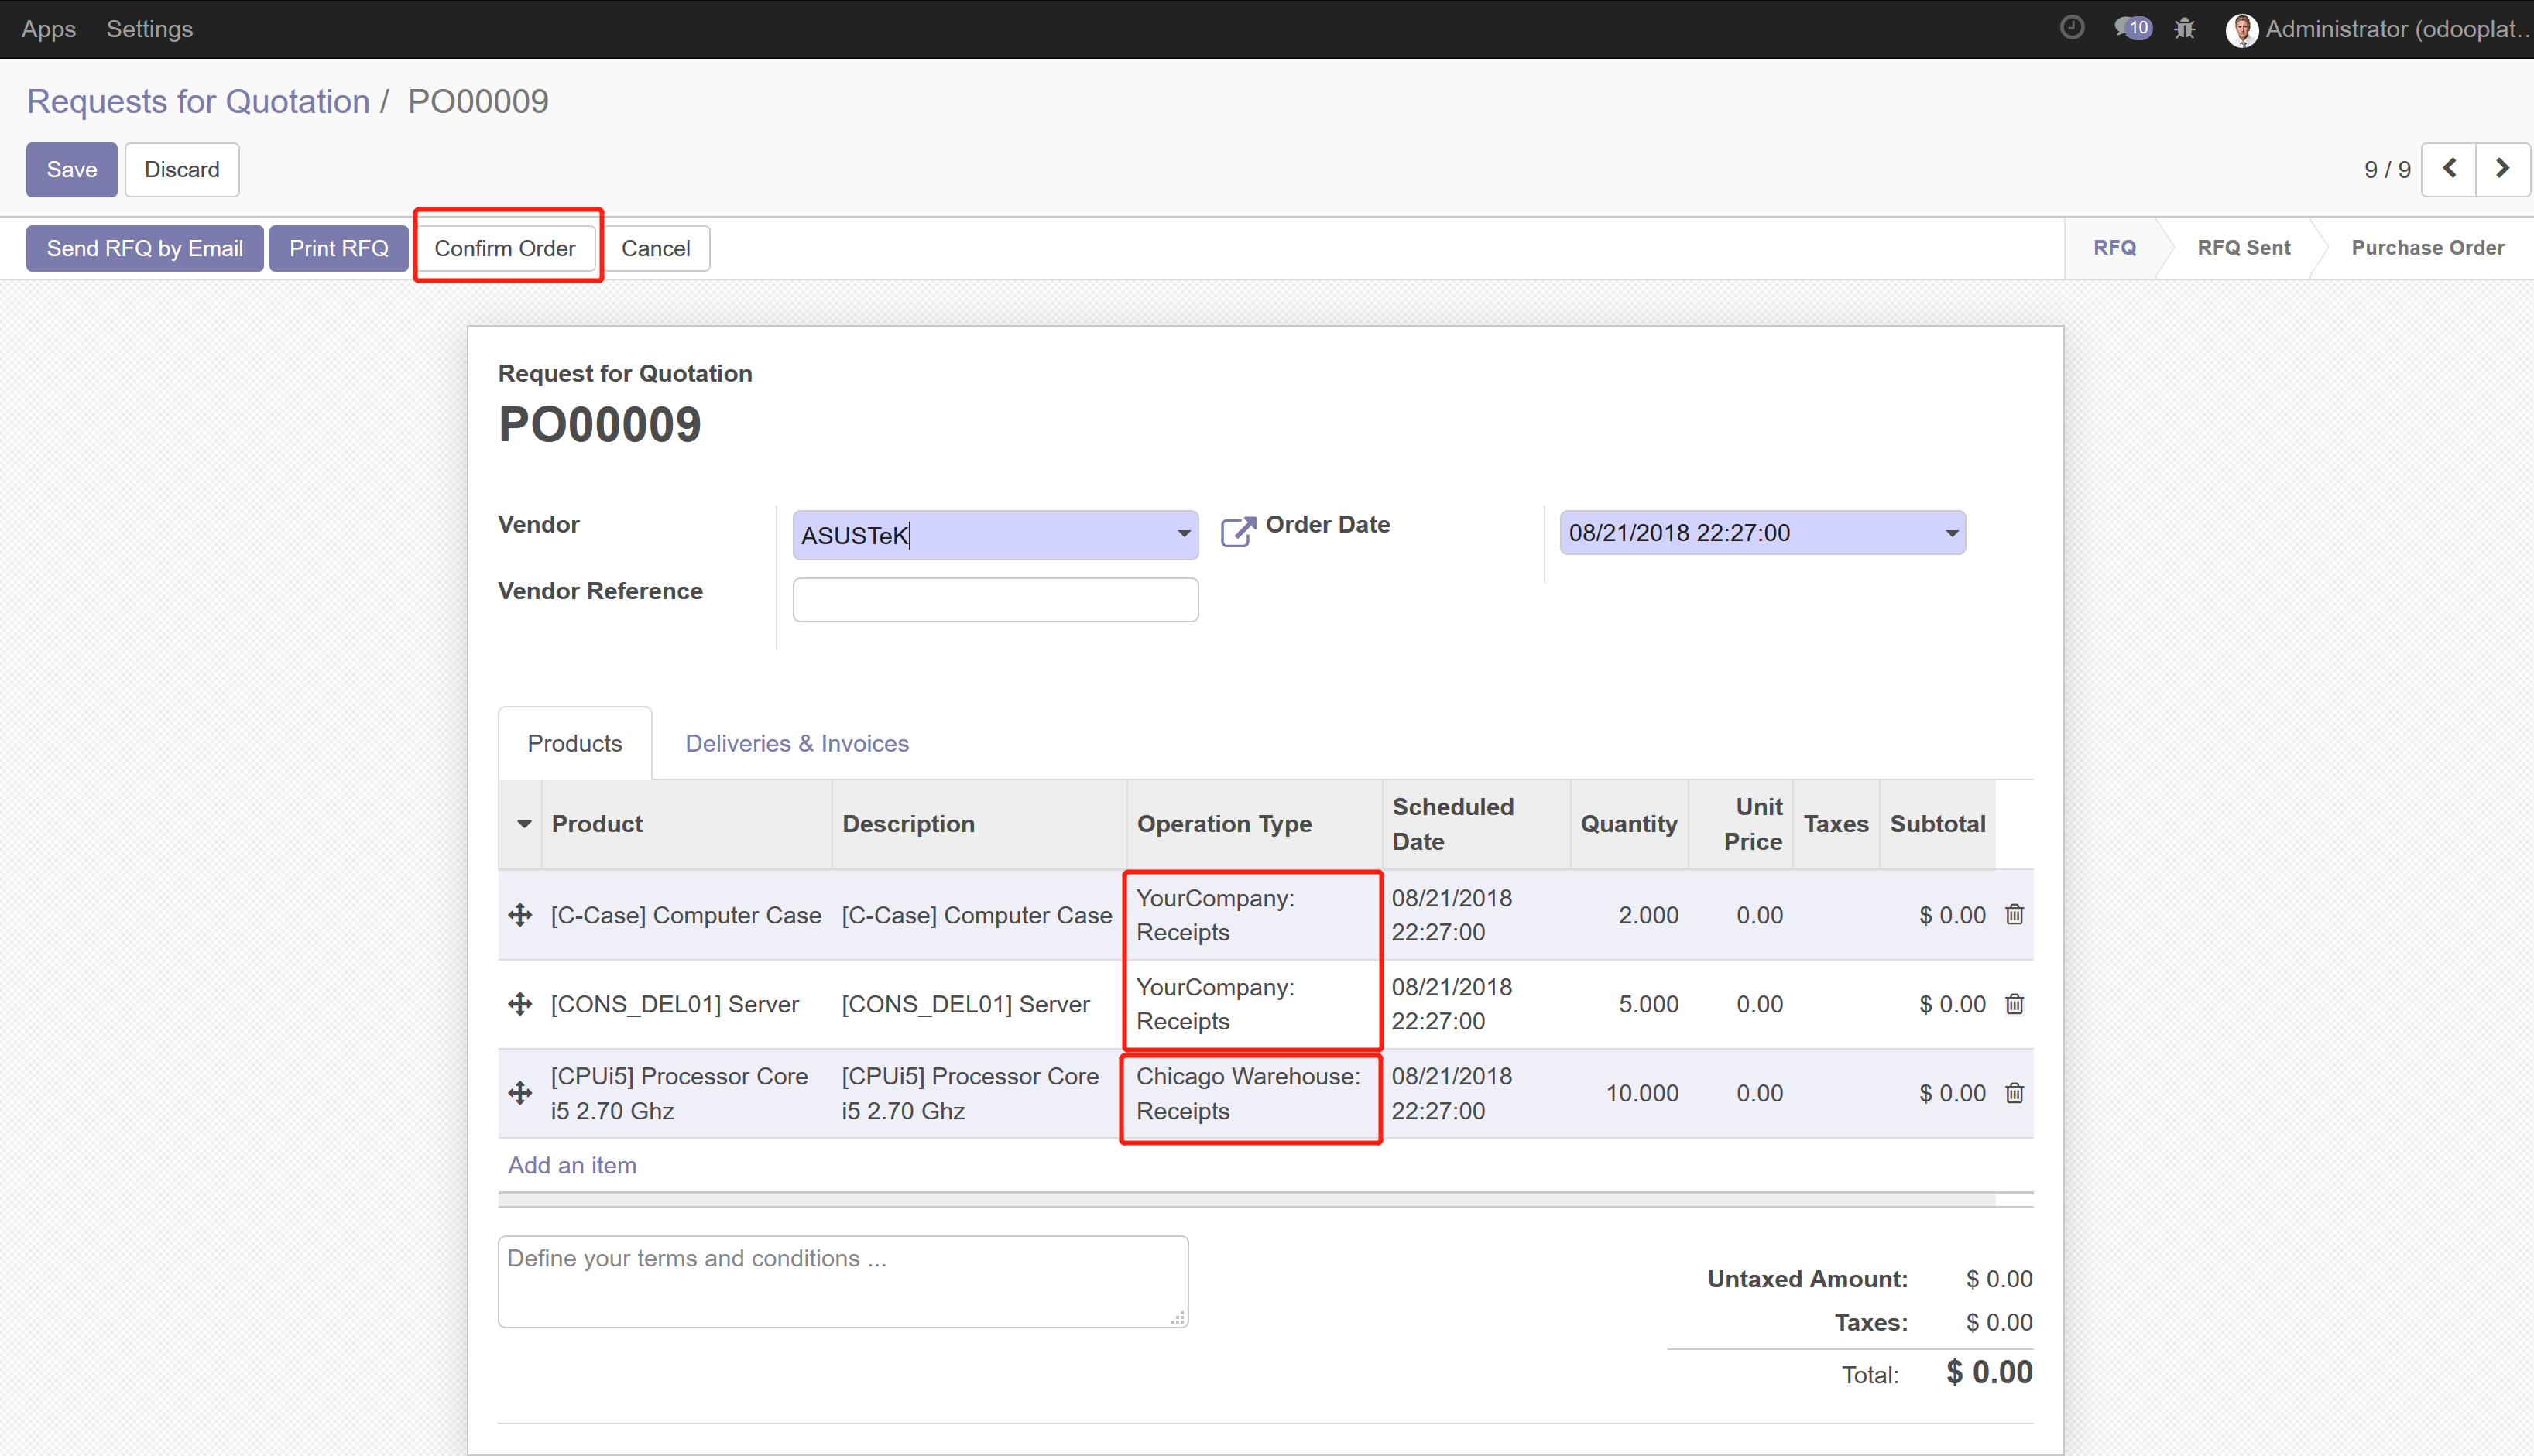 Apps Settings 10 Administrator (odooplat...
Requests for Quotation / PO00009
Save Discard 9 / 9
Send RFQ by Email Print RFQ Confirm Order Cancel RFQ RFQ Sent Purchase Order
Request for Quotation
PO00009
Vendor ASUSTeK Order Date 08/21/2018 22:27:00
Vendor Reference
Products Deliveries & Invoices
Product Description Operation Type Scheduled Date Quantity Unit Price Taxes Subtotal
[C-Case] Computer Case [C-Case] Computer Case YourCompany: Receipts 08/21/2018 22:27:00 2.000 0.00 $ 0.00
[CONS_DEL01] Server [CONS_DEL01] Server YourCompany: Receipts 08/21/2018 22:27:00 5.000 0.00 $ 0.00
[CPUi5] Processor Core i5 2.70 Ghz [CPUi5] Processor Core i5 2.70 Ghz Chicago Warehouse: Receipts 08/21/2018 22:27:00 10.000 0.00 $ 0.00
Add an item
Define your terms and conditions ...
Untaxed Amount: $ 0.00
Taxes: $ 0.00
Total: $ 0.00